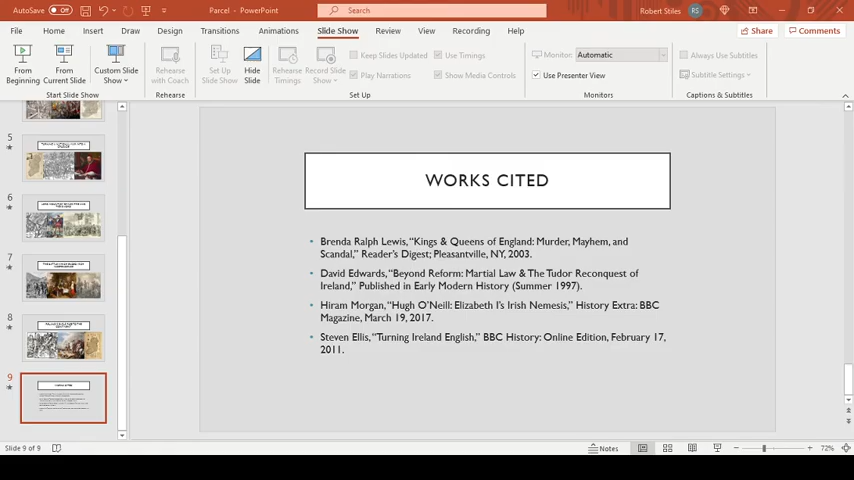 AutoSave Off Parcel - PowerPoint Search Robert Stiles RS
File Home Insert Draw Design Transitions Animations Slide Show Review View Recording Help Share Comments
From Beginning
From Current Slide
Custom Slide Show
Start Slide Show
Rehearse with Coach
Rehearse
Set Up Slide Show
Hide Slide
Rehearse Timings
Record Slide Show
Keep Slides Updated
Play Narrations
Use Timings
Show Media Controls
Set Up
Monitor: Automatic
Use Presenter View
Monitors
Always Use Subtitles
Subtitle Settings
Captions & Subtitles
5
6
7
8
9
WORKS CITED
• Brenda Ralph Lewis, “Kings & Queens of England: Murder, Mayhem, and
Scandal,” Reader’s Digest; Pleasantville, NY, 2003.
• David Edwards, “Beyond Reform: Martial Law & The Tudor Reconquest of
Ireland,” Published in Early Modern History (Summer 1997).
• Hiram Morgan, “Hugh O’Neill: Elizabeth I’s Irish Nemesis,” History Extra: BBC
Magazine, March 19, 2017.
• Steven Ellis, “Turning Ireland English,” BBC History: Online Edition, February 17,
2011.
Slide 9 of 9 Notes 72%